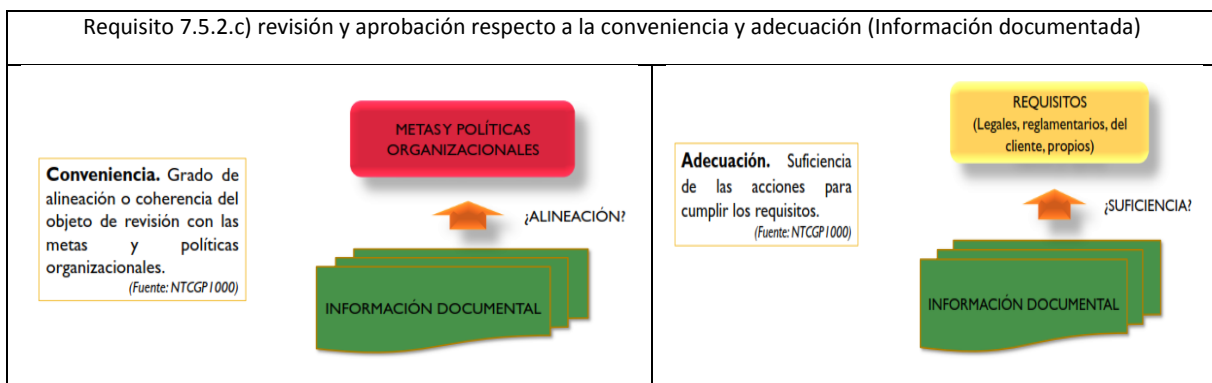 Requisito 7.5.2.c) revisión y aprobación respecto a la conveniencia y adecuación (Información documentada)
Conveniencia. Grado de
alineación o coherencia del
objeto de revisión con las
metas y políticas
organizacionales.
(Fuente: NTCGP1000)
METAS Y POLÍTICAS
ORGANIZACIONALES
¿ALINEACIÓN?
INFORMACIÓN DOCUMENTAL
Adecuación. Suficiencia
de las acciones para
cumplir los requisitos.
(Fuente: NTCGP1000)
REQUISITOS
(Legales, reglamentarios, del
cliente, propios)
¿SUFICIENCIA?
INFORMACIÓN DOCUMENTAL